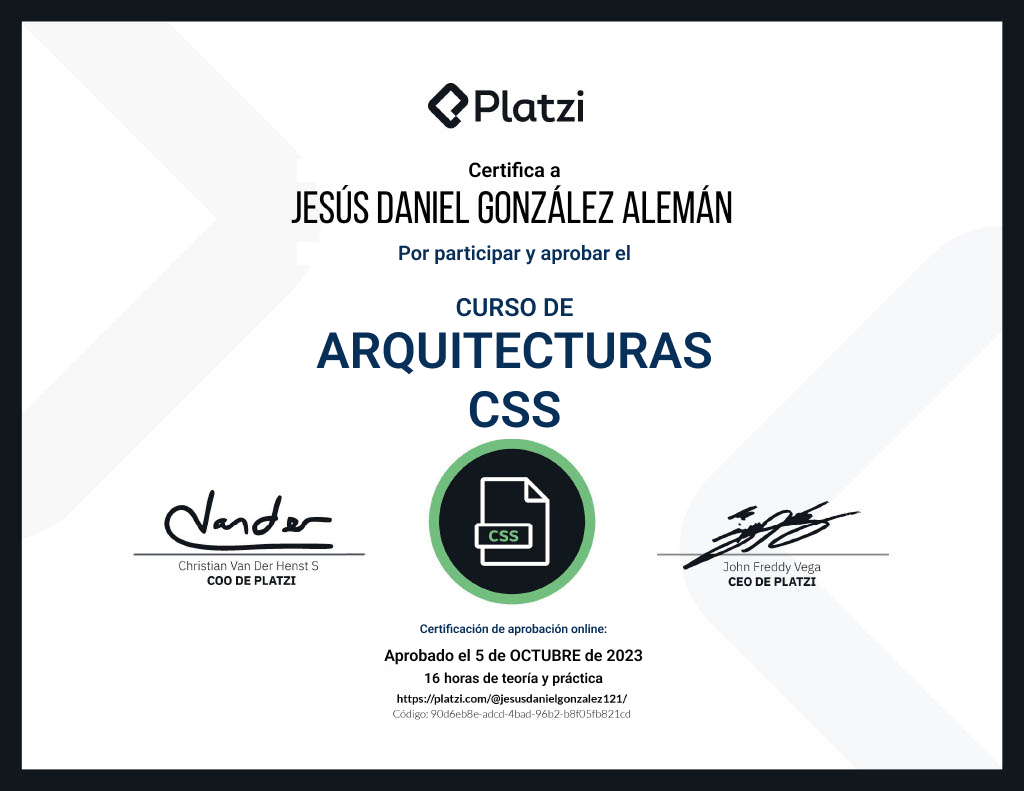 Platzi
Certifica a
JESÚS DANIEL GONZÁLEZ ALEMÁN
Por participar y aprobar el
CURSO DE
ARQUITECTURAS
CSS
CSS
Vander
Christian Van Der Henst S
COO DE PLATZI
John Freddy Vega
CEO DE PLATZI
Certificación de aprobación online:
Aprobado el 5 de OCTUBRE de 2023
16 horas de teoría y práctica
https://platzi.com/@jesusdanielgonzalez121/
Código: 90d6eb8e-adcd-4bad-96b2-b8f05fb821cd